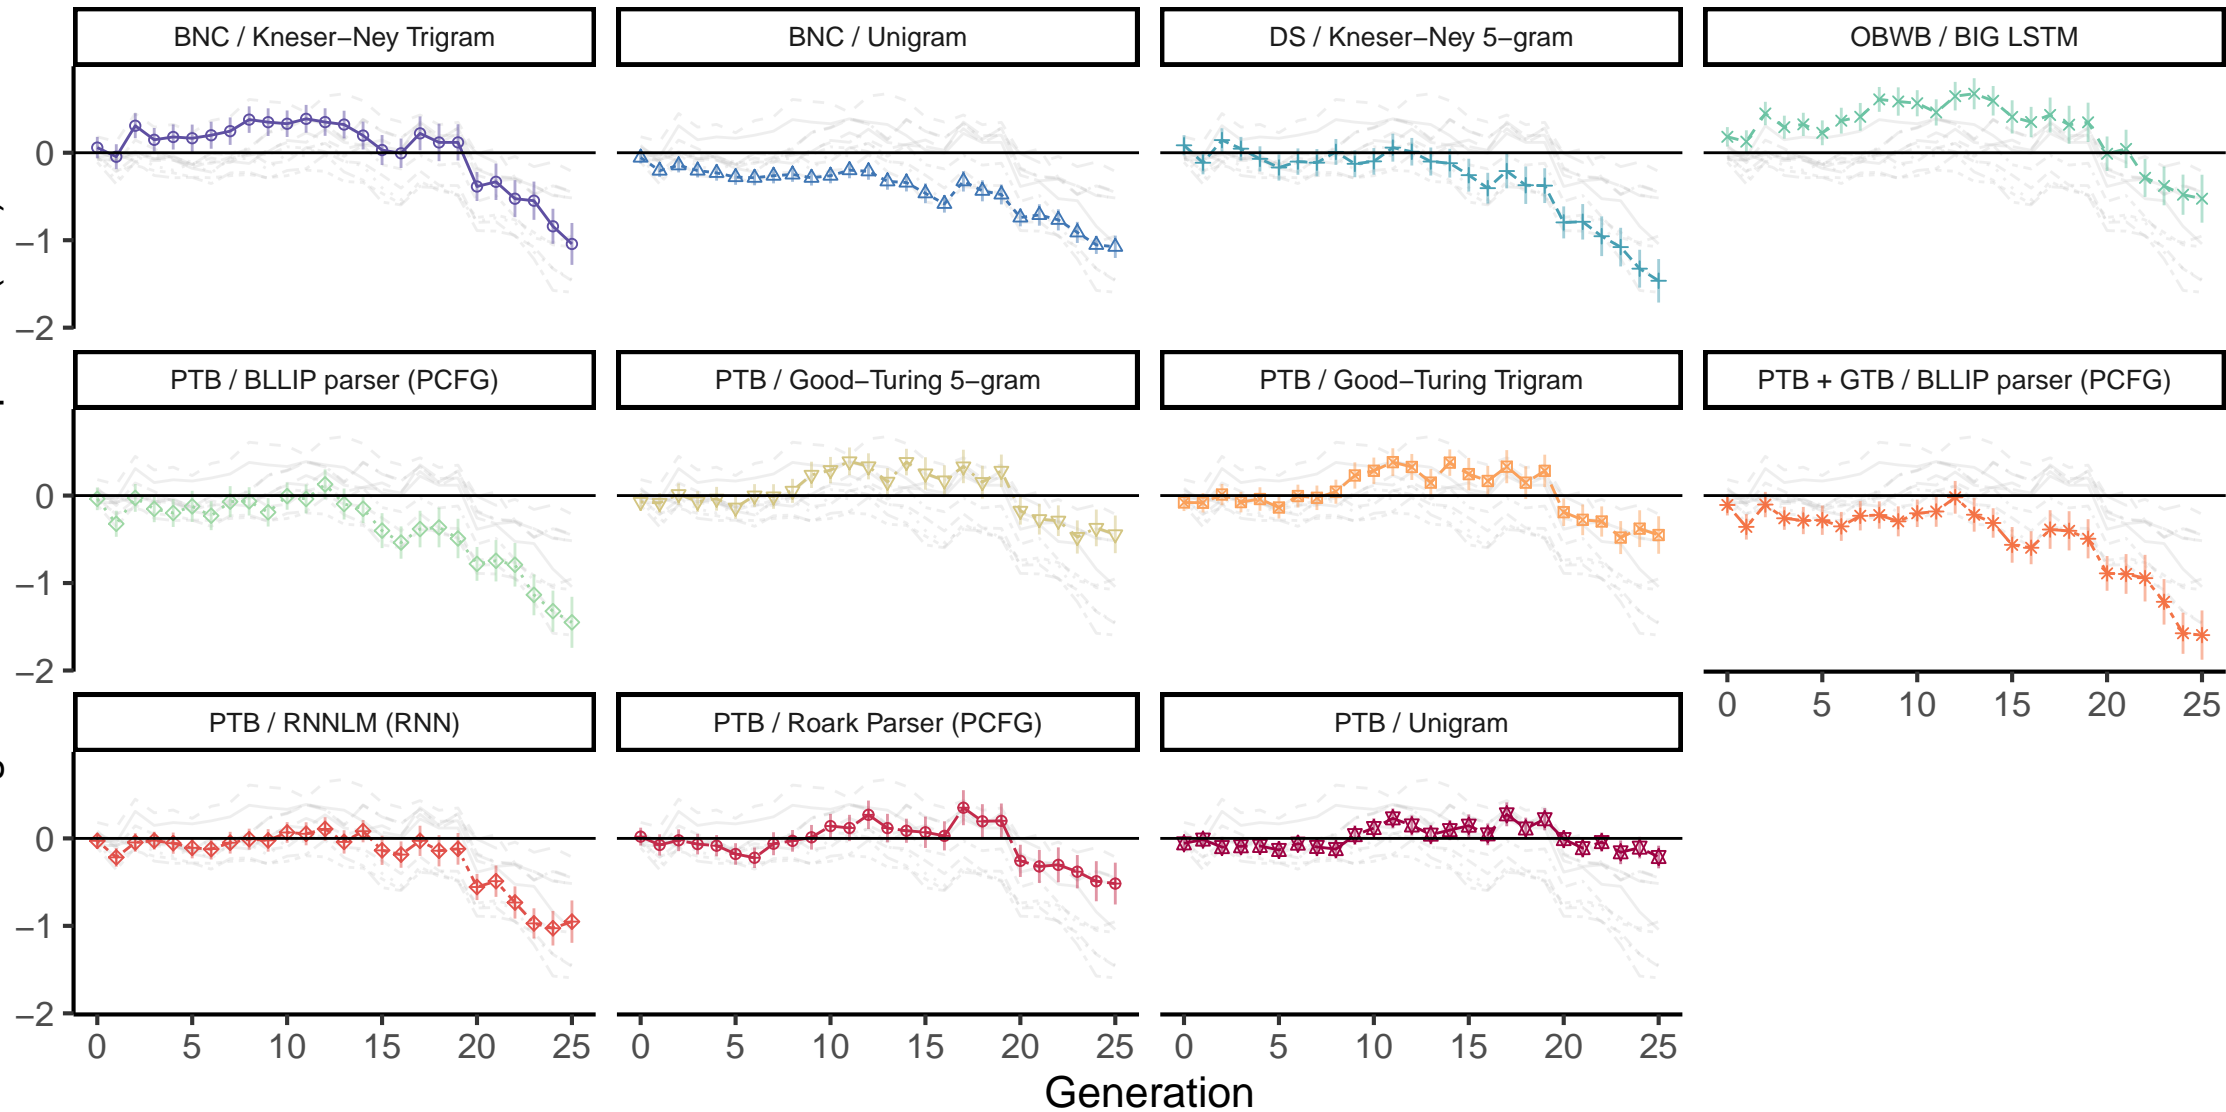 BNC / Kneser–Ney Trigram
BNC / Unigram
DS / Kneser–Ney 5–gram
OBWB / BIG LSTM
0
−1
−2
PTB / BLLIP parser (PCFG)
PTB / Good–Turing 5–gram
PTB / Good–Turing Trigram
PTB + GTB / BLLIP parser (PCFG)
0
−1
−2
0 5 10 15 20 25
PTB / RNNLM (RNN)
PTB / Roark Parser (PCFG)
PTB / Unigram
0
−1
−2
0 5 10 15 20 25
0 5 10 15 20 25
0 5 10 15 20 25
Generation